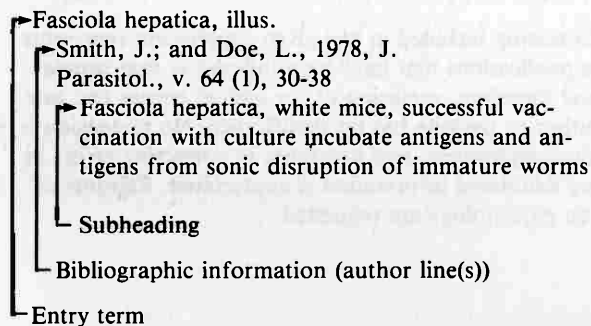 Fasciola hepatica, illus.
Smith, J.; and Doe, L., 1978, J.
Parasitol., v. 64 (1), 30-38
Fascola hepatica, white mice, successful vac-
cination with culture incubate antigens and an-
tigens from sonic disruption of immature worms
Subheading
Bibliographic information (author line(s))
Entry term